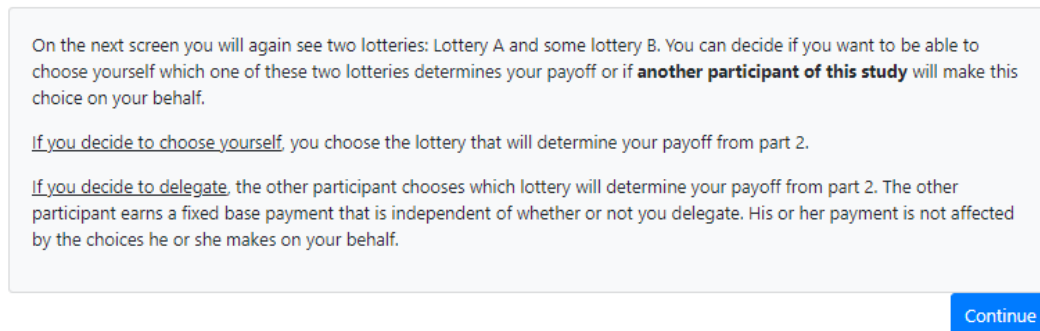 On the next screen you will again see two lotteries: Lottery A and some lottery B. You can decide if you want to be able to
choose yourself which one of these two lotteries determines your payoff or if another participant of this study will make this
choice on your behalf.
If you decide to choose yourself, you choose the lottery that will determine your payoff from part 2.
If you decide to delegate, the other participant chooses which lottery will determine your payoff from part 2. The other
participant earns a fixed base payment that is independent of whether or not you delegate. His or her payment is not affected
by the choices he or she makes on your behalf.
Continue